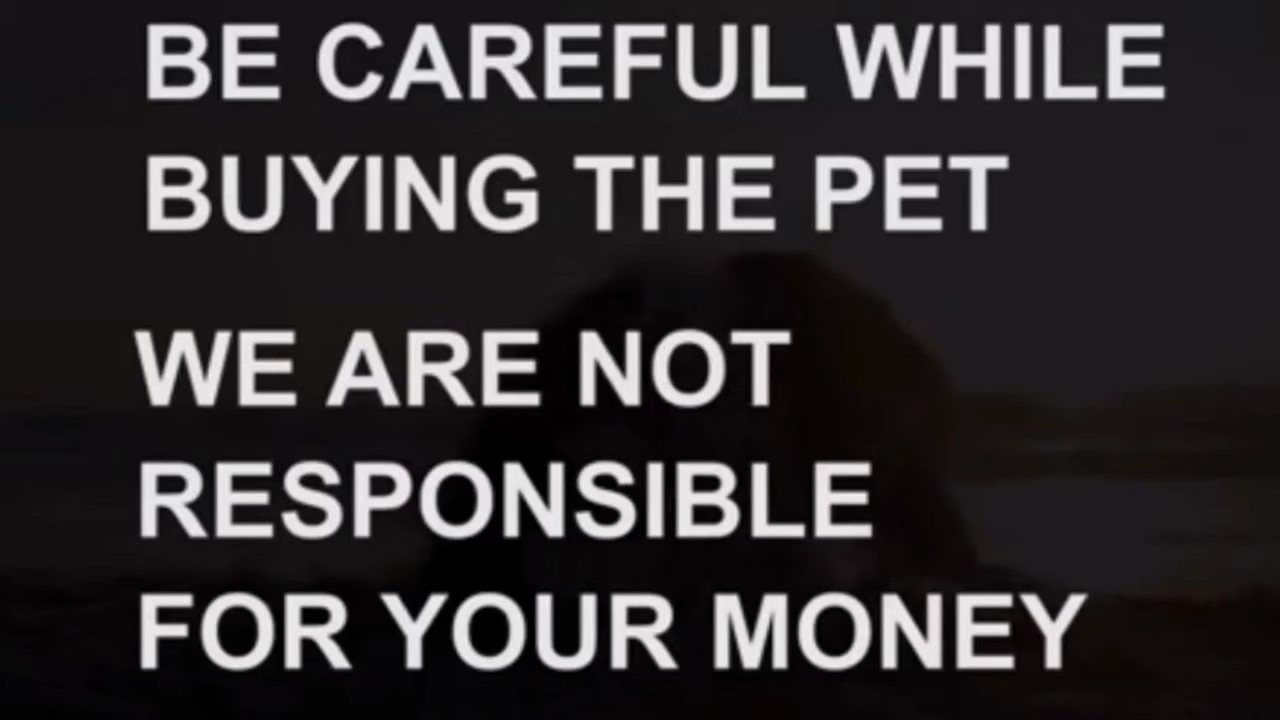 BE CAREFUL WHILE
BUYING THE PET
WE ARE NOT
RESPONSIBLE
FOR YOUR MONEY